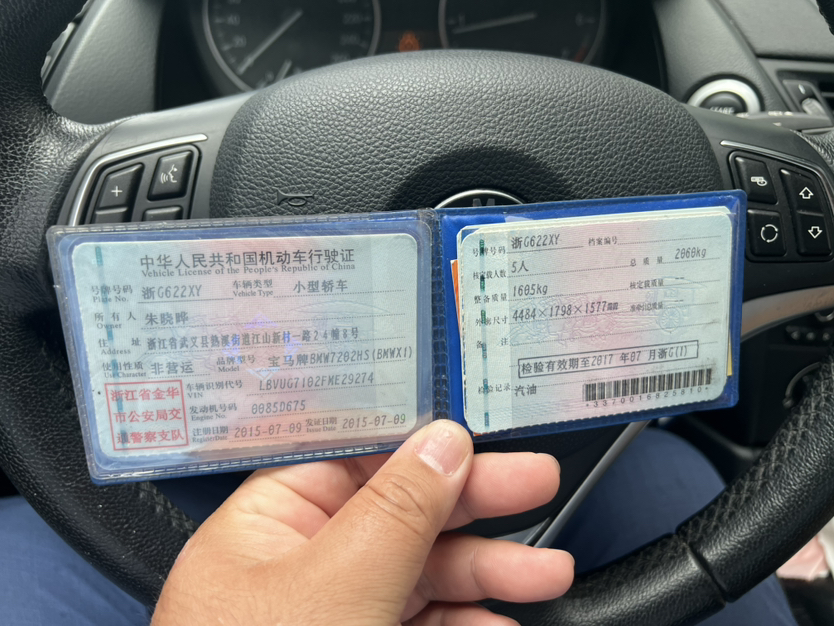 中华人民共和国机动车行驶证
Vehicle License of the People's Republic of China
号牌号码 浙G622XY 车辆类型 小型轿车
Plate No. Vehicle Type
所有人 朱晓晔
Owner
住址 浙江省武义县熟溪街道江山新村一路24幢8号
Address
使用性质 非营运 品牌型号 宝马牌BMW7202HS(BMWX1)
Use Character Model
浙江省金华
市公安局交
通警察支队
车辆识别代号 LBVUG7102FME29274
VIN
发动机号码 0085D675
Engine No.
注册日期 2015-07-09 发证日期 2015-07-09
Register Date Issue Date
号牌号码 浙G622XY 档案编号
核定载人数 5人 总质量 2060kg
整备质量 1605kg 核定载质量
外廓尺寸 4484×1798×1577mm 准牵引总质量
备注
检验有效期至2017年07月浙G(1)
检验记录 汽油
START